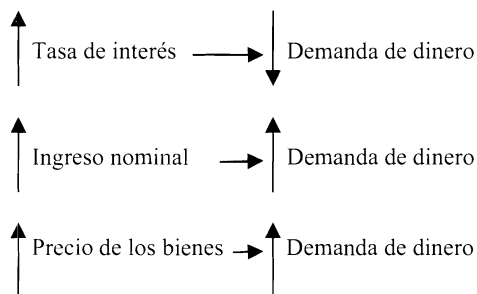 Tasa de interés Demanda de dinero
Ingreso nominal Demanda de dinero
Precio de los bienes Demanda de dinero